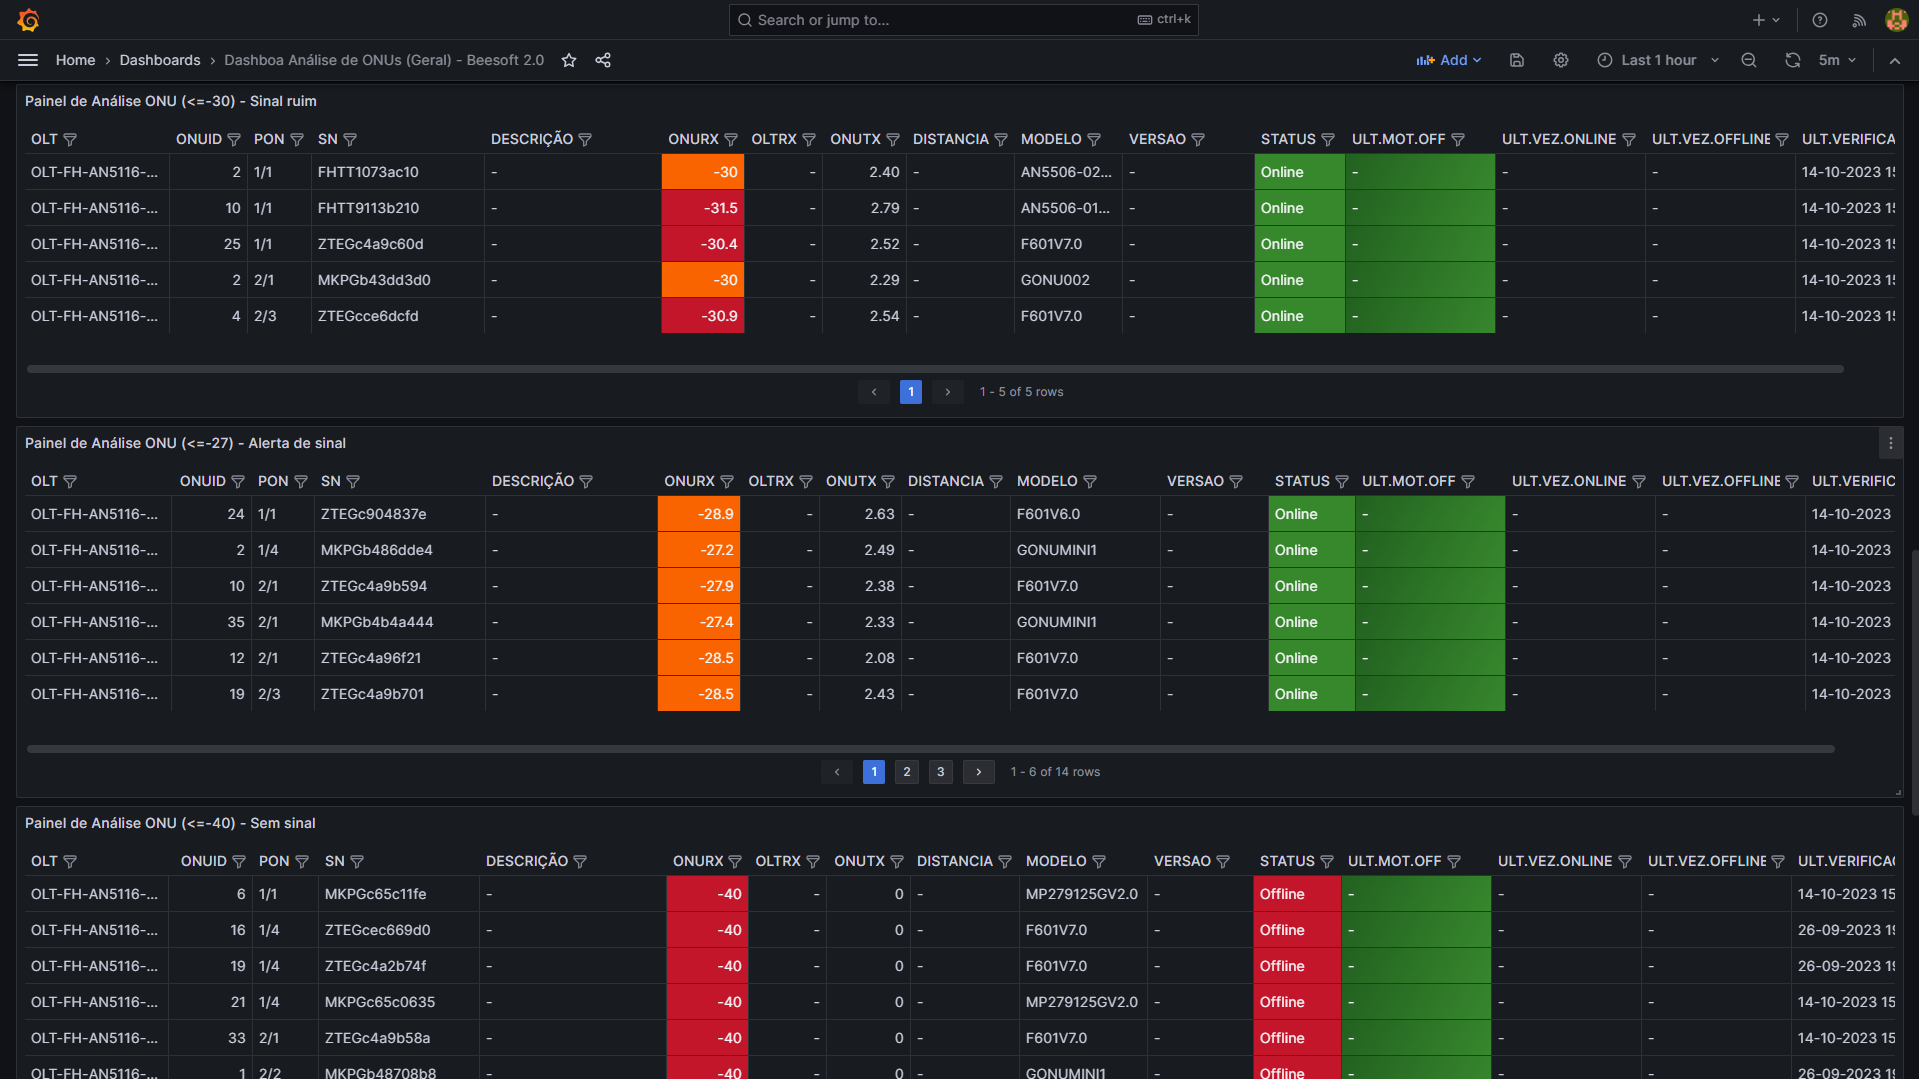 Search or jump to... ctrl+k
Home › Dashboards › Dashboa Análise de ONUs (Geral) - Beesoft 2.0 Add Last 1 hour 5m
Painel de Análise ONU (<=-30) - Sinal ruim
OLT ONUID PON SN DESCRIÇÃO ONURX OLTRX ONUTX DISTANCIA MODELO VERSAO STATUS ULT.MOT.OFF ULT.VEZ.ONLINE ULT.VEZ.OFFLINE ULT.VERIFICA
OLT-FH-AN5116-... 2 1/1 FHTT1073ac10 - -30 - 2.40 - AN5506-02... - Online - - - 14-10-2023 15
OLT-FH-AN5116-... 10 1/1 FHTT9113b210 - -31.5 - 2.79 - AN5506-01... - Online - - - 14-10-2023 15
OLT-FH-AN5116-... 25 1/1 ZTEGc4a9c60d - -30.4 - 2.52 - F601V7.0 - Online - - - 14-10-2023 15
OLT-FH-AN5116-... 2 2/1 MKPGb43dd3d0 - -30 - 2.29 - GONU002 - Online - - - 14-10-2023 15
OLT-FH-AN5116-... 4 2/3 ZTEGcce6dcfd - -30.9 - 2.54 - F601V7.0 - Online - - - 14-10-2023 15
‹ 1 › 1 - 5 of 5 rows
Painel de Análise ONU (<=-27) - Alerta de sinal
OLT ONUID PON SN DESCRIÇÃO ONURX OLTRX ONUTX DISTANCIA MODELO VERSAO STATUS ULT.MOT.OFF ULT.VEZ.ONLINE ULT.VEZ.OFFLINE ULT.VERIFIC
OLT-FH-AN5116-... 24 1/1 ZTEGc904837e - -28.9 - 2.63 - F601V6.0 - Online - - - 14-10-2023
OLT-FH-AN5116-... 2 1/4 MKPGb486dde4 - -27.2 - 2.49 - GONUMINI1 - Online - - - 14-10-2023
OLT-FH-AN5116-... 10 2/1 ZTEGc4a9b594 - -27.9 - 2.38 - F601V7.0 - Online - - - 14-10-2023
OLT-FH-AN5116-... 35 2/1 MKPGb4b4a444 - -27.4 - 2.33 - GONUMINI1 - Online - - - 14-10-2023
OLT-FH-AN5116-... 12 2/1 ZTEGc4a96f21 - -28.5 - 2.08 - F601V7.0 - Online - - - 14-10-2023
OLT-FH-AN5116-... 19 2/3 ZTEGc4a9b701 - -28.5 - 2.43 - F601V7.0 - Online - - - 14-10-2023
‹ 1 2 3 › 1 - 6 of 14 rows
Painel de Análise ONU (<=-40) - Sem sinal
OLT ONUID PON SN DESCRIÇÃO ONURX OLTRX ONUTX DISTANCIA MODELO VERSAO STATUS ULT.MOT.OFF ULT.VEZ.ONLINE ULT.VEZ.OFFLINE ULT.VERIFICA
OLT-FH-AN5116-... 6 1/1 MKPGc65c11fe - -40 - 0 - MP279125GV2.0 - Offline - - - 14-10-2023 15
OLT-FH-AN5116-... 16 1/4 ZTEGcec669d0 - -40 - 0 - F601V7.0 - Offline - - - 26-09-2023 19
OLT-FH-AN5116-... 19 1/4 ZTEGc4a2b74f - -40 - 0 - F601V7.0 - Offline - - - 26-09-2023 19
OLT-FH-AN5116-... 21 1/4 MKPGc65c0635 - -40 - 0 - MP279125GV2.0 - Offline - - - 14-10-2023 15
OLT-FH-AN5116-... 33 2/1 ZTEGc4a9b58a - -40 - 0 - F601V7.0 - Offline - - - 14-10-2023 15
OLT-FH-AN5116-... 1 2/2 MKPGb48708b8 - -40 - 0 - GONUMINI1 - Offline - - - 26-09-2023 19